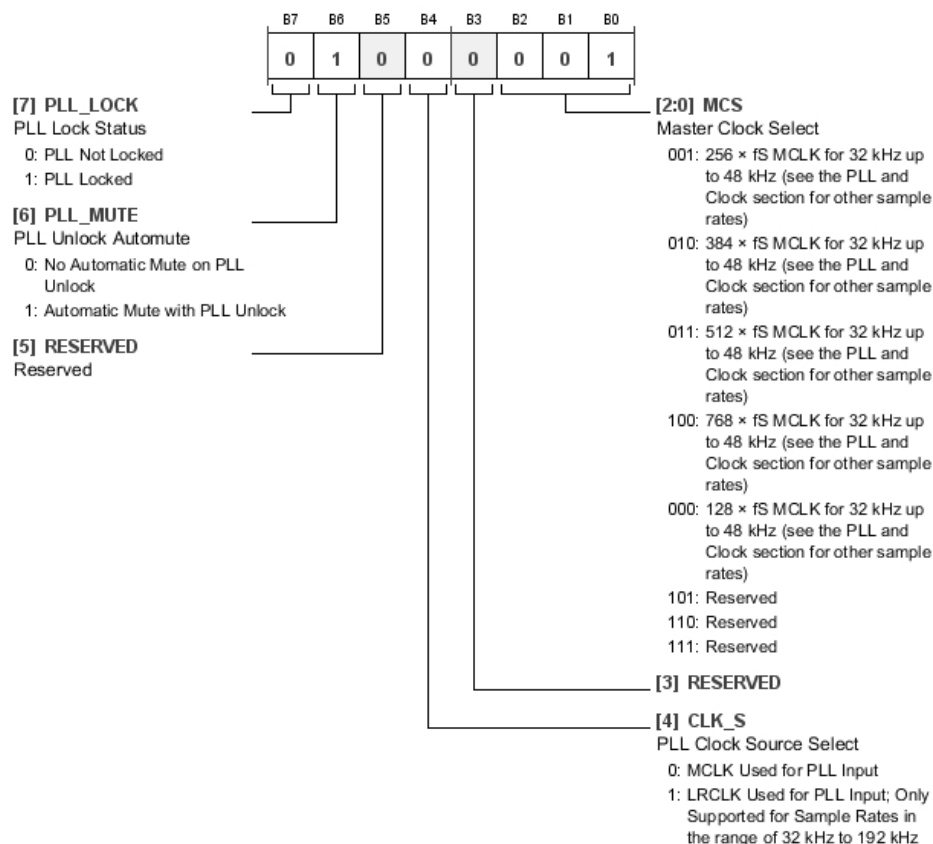 B7 B6 B5 B4 B3 B2 B1 B0
0 1 0 0 0 0 0 1
[7] PLL_LOCK
PLL Lock Status
0: PLL Not Locked
1: PLL Locked
[6] PLL_MUTE
PLL Unlock Automute
0: No Automatic Mute on PLL
Unlock
1: Automatic Mute with PLL Unlock
[5] RESERVED
Reserved
[2:0] MCS
Master Clock Select
001: 256 × fS MCLK for 32 kHz up
to 48 kHz (see the PLL and
Clock section for other sample
rates)
010: 384 × fS MCLK for 32 kHz up
to 48 kHz (see the PLL and
Clock section for other sample
rates)
011: 512 × fS MCLK for 32 kHz up
to 48 kHz (see the PLL and
Clock section for other sample
rates)
100: 768 × fS MCLK for 32 kHz up
to 48 kHz (see the PLL and
Clock section for other sample
rates)
000: 128 × fS MCLK for 32 kHz up
to 48 kHz (see the PLL and
Clock section for other sample
rates)
101: Reserved
110: Reserved
111: Reserved
[3] RESERVED
[4] CLK_S
PLL Clock Source Select
0: MCLK Used for PLL Input
1: LRCLK Used for PLL Input; Only
Supported for Sample Rates in
the range of 32 kHz to 192 kHz